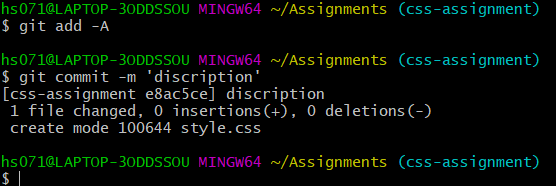 hs071@LAPTOP-3ODDSSOU MINGW64 ~/Assignments (css-assignment)
$ git add -A
hs071@LAPTOP-3ODDSSOU MINGW64 ~/Assignments (css-assignment)
$ git commit -m 'discription'
[css-assignment e8ac5ce] discription
 1 file changed, 0 insertions(+), 0 deletions(-)
 create mode 100644 style.css
hs071@LAPTOP-3ODDSSOU MINGW64 ~/Assignments (css-assignment)
$